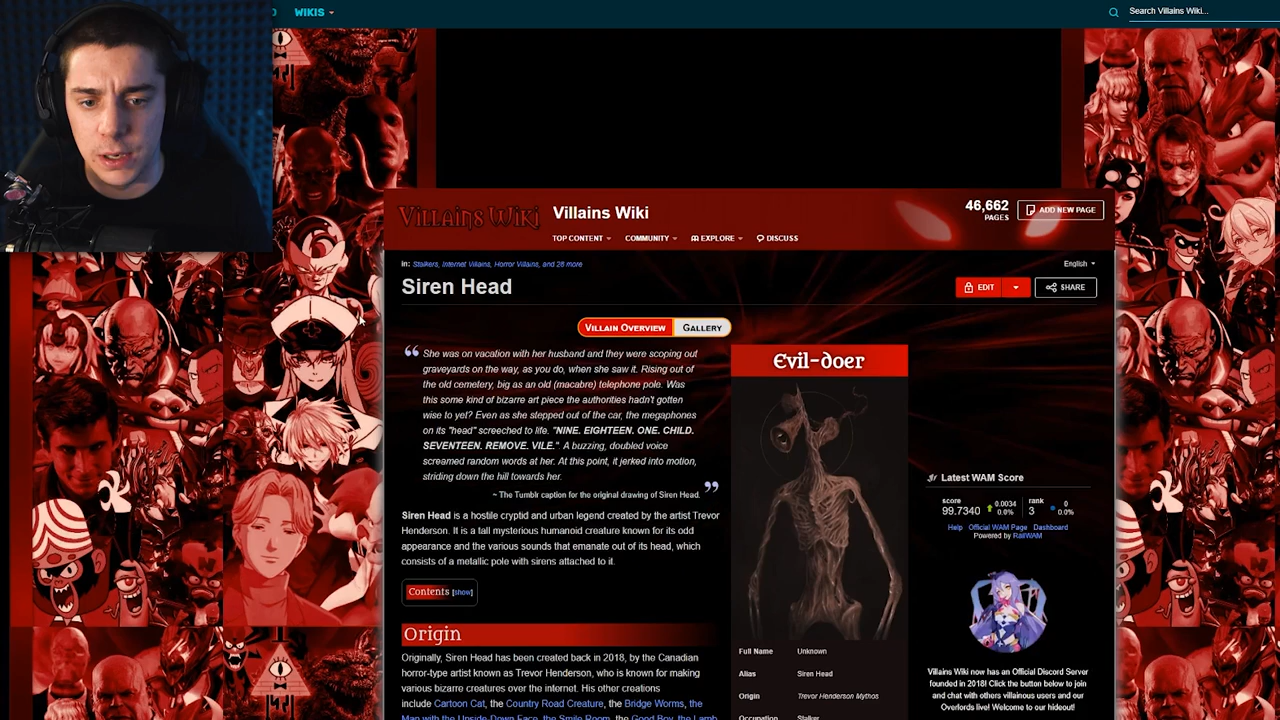 WIKIS
Search Villains Wiki...
Villains Wiki
Villains Wiki
46,662
PAGES
ADD NEW PAGE
TOP CONTENT
COMMUNITY
EXPLORE
DISCUSS
in: Stalkers, Internet Villains, Horror Villains, and 26 more
English
Siren Head
EDIT
SHARE
Villain Overview
Gallery
She was on vacation with her husband and they were scoping out
graveyards on the way, as you do, when she saw it. Rising out of
the old cemetery, big as an old (macabre) telephone pole. Was
this some kind of bizarre art piece the authorities hadn't gotten
wise to yet? Even as she stepped out of the car, the megaphones
on its "head" screeched to life. "NINE. EIGHTEEN. ONE. CHILD.
SEVENTEEN. REMOVE. VILE.". A buzzing, doubled voice
screamed random words at her. At this point, it jerked into motion,
striding down the hill towards her.
~ The Tumblr caption for the original drawing of Siren Head.
Siren Head is a hostile cryptid and urban legend created by the artist Trevor
Henderson. It is a tall mysterious humanoid creature known for its odd
appearance and the various sounds that emanate out of its head, which
consists of a metallic pole with sirens attached to it.
Contents [show]
Origin
Originally, Siren Head has been created back in 2018, by the Canadian
horror-type artist known as Trevor Henderson, who is known for making
various bizarre creatures over the internet. His other creations
include Cartoon Cat, the Country Road Creature, the Bridge Worms, the
Man with the Upside-Down Face, the Smile Room, the Good Boy, the Lamb
Evil-doer
Full Name Unknown
Alias Siren Head
Origin Trevor Henderson Mythos
Occupation Stalker
Latest WAM Score
score
99.7340
0.0034
0.0%
rank
3
0
0.0%
Help Official WAM Page Dashboard
Powered by RailWAM
Villains Wiki now has an Official Discord Server
founded in 2018! Click the button below to join
and chat with others villainous users and our
Overlords live! Welcome to our hideout!